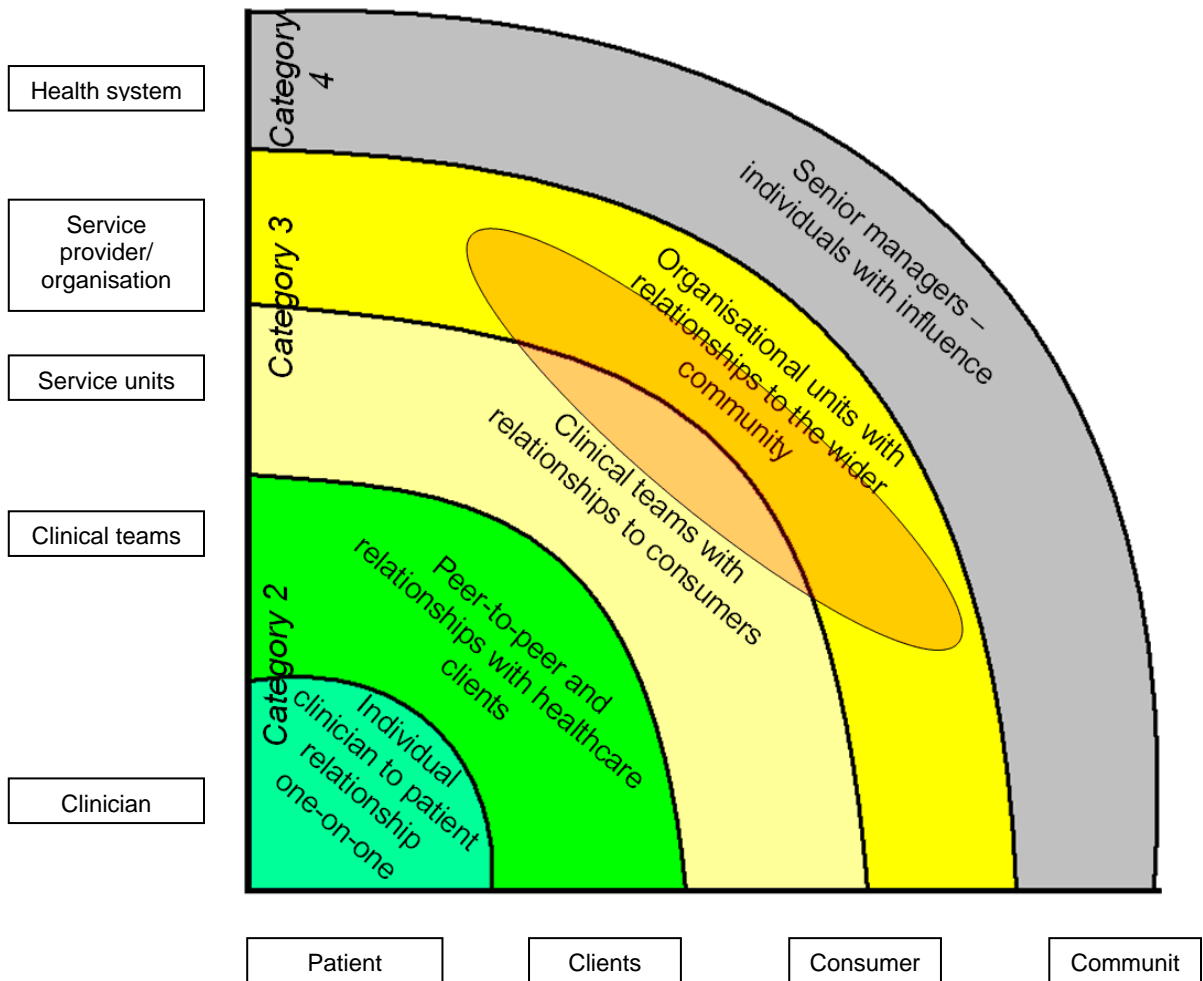 Health system
Service
provider/
organisation
Service units
Clinical teams
Clinician
Category
4
Category 3
Category 2
Senior managers –
individuals with influence
Organisational units with
relationships to the wider
community
Clinical teams with
relationships to consumers
Peer-to-peer and
relationships with healthcare
clients
Individual
clinician to patient
relationship
one-on-one
Patient
Clients
Consumer
Communit